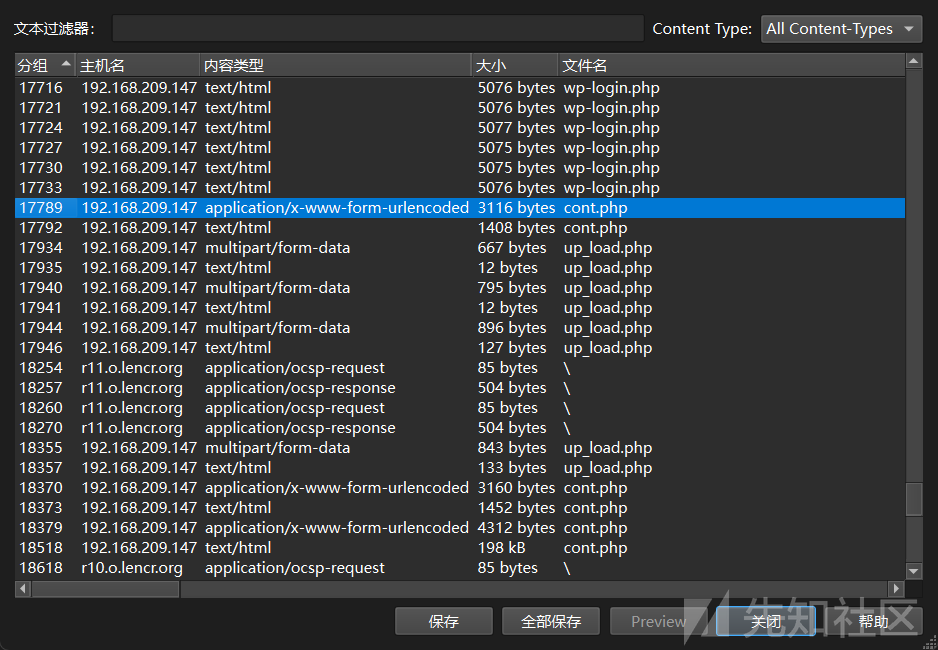 文本过滤器： Content Type: All Content-Types
分组 主机名 内容类型 大小 文件名
17716 192.168.209.147 text/html 5076 bytes wp-login.php
17721 192.168.209.147 text/html 5076 bytes wp-login.php
17724 192.168.209.147 text/html 5077 bytes wp-login.php
17727 192.168.209.147 text/html 5075 bytes wp-login.php
17730 192.168.209.147 text/html 5075 bytes wp-login.php
17733 192.168.209.147 text/html 5076 bytes wp-login.php
17789 192.168.209.147 application/x-www-form-urlencoded 3116 bytes cont.php
17792 192.168.209.147 text/html 1408 bytes cont.php
17934 192.168.209.147 multipart/form-data 667 bytes up_load.php
17935 192.168.209.147 text/html 12 bytes up_load.php
17940 192.168.209.147 multipart/form-data 795 bytes up_load.php
17941 192.168.209.147 text/html 12 bytes up_load.php
17944 192.168.209.147 multipart/form-data 896 bytes up_load.php
17946 192.168.209.147 text/html 127 bytes up_load.php
18254 r11.o.lencr.org application/ocsp-request 85 bytes \
18257 r11.o.lencr.org application/ocsp-response 504 bytes \
18260 r11.o.lencr.org application/ocsp-request 85 bytes \
18270 r11.o.lencr.org application/ocsp-response 504 bytes \
18355 192.168.209.147 multipart/form-data 843 bytes up_load.php
18357 192.168.209.147 text/html 133 bytes up_load.php
18370 192.168.209.147 application/x-www-form-urlencoded 3160 bytes cont.php
18373 192.168.209.147 text/html 1452 bytes cont.php
18379 192.168.209.147 application/x-www-form-urlencoded 4312 bytes cont.php
18518 192.168.209.147 text/html 198 kB cont.php
18618 r10.o.lencr.org application/ocsp-request 85 bytes \
保存 全部保存 Preview 关闭 帮助
先知社区